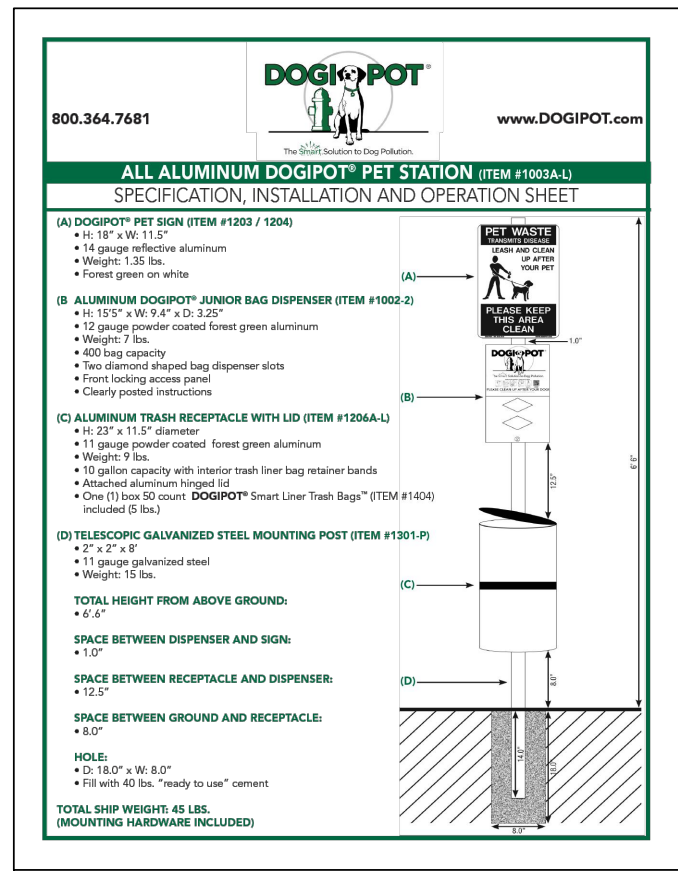 DOGIPOT®
The Smart Solution to Dog Pollution.
800.364.7681
www.DOGIPOT.com
ALL ALUMINUM DOGIPOT® PET STATION (ITEM #1003A-L)
SPECIFICATION, INSTALLATION AND OPERATION SHEET
(A) DOGIPOT® PET SIGN (ITEM #1203 / 1204)
• H: 18” x W: 11.5”
• 14 gauge reflective aluminum
• Weight: 1.35 lbs.
• Forest green on white
(B ALUMINUM DOGIPOT® JUNIOR BAG DISPENSER (ITEM #1002-2)
• H: 15’5” x W: 9.4” x D: 3.25”
• 12 gauge powder coated forest green aluminum
• Weight: 7 lbs.
• 400 bag capacity
• Two diamond shaped bag dispenser slots
• Front locking access panel
• Clearly posted instructions
(C) ALUMINUM TRASH RECEPTACLE WITH LID (ITEM #1206A-L)
• H: 23” x 11.5” diameter
• 11 gauge powder coated forest green aluminum
• Weight: 9 lbs.
• 10 gallon capacity with interior trash liner bag retainer bands
• Attached aluminum hinged lid
• One (1) box 50 count DOGIPOT® Smart Liner Trash Bags™ (ITEM #1404)
included (5 lbs.)
(D) TELESCOPIC GALVANIZED STEEL MOUNTING POST (ITEM #1301-P)
• 2” x 2” x 8’
• 11 gauge galvanized steel
• Weight: 15 lbs.
TOTAL HEIGHT FROM ABOVE GROUND:
• 6’.6”
SPACE BETWEEN DISPENSER AND SIGN:
• 1.0”
SPACE BETWEEN RECEPTACLE AND DISPENSER:
• 12.5”
SPACE BETWEEN GROUND AND RECEPTACLE:
• 8.0”
HOLE:
• D: 18.0” x W: 8.0”
• Fill with 40 lbs. “ready to use” cement
TOTAL SHIP WEIGHT: 45 LBS.
(MOUNTING HARDWARE INCLUDED)
PET WASTE
TRANSMITS DISEASE
LEASH AND CLEAN
UP AFTER
YOUR PET
(A)
PLEASE KEEP
THIS AREA
CLEAN
1.0"
DOGIPOT
PLEASE CLEAN UP AFTER YOUR DOGS
(B)
6' 6"
12.5"
(C)
(D)
8.0"
14.0"
18.0"
8.0"